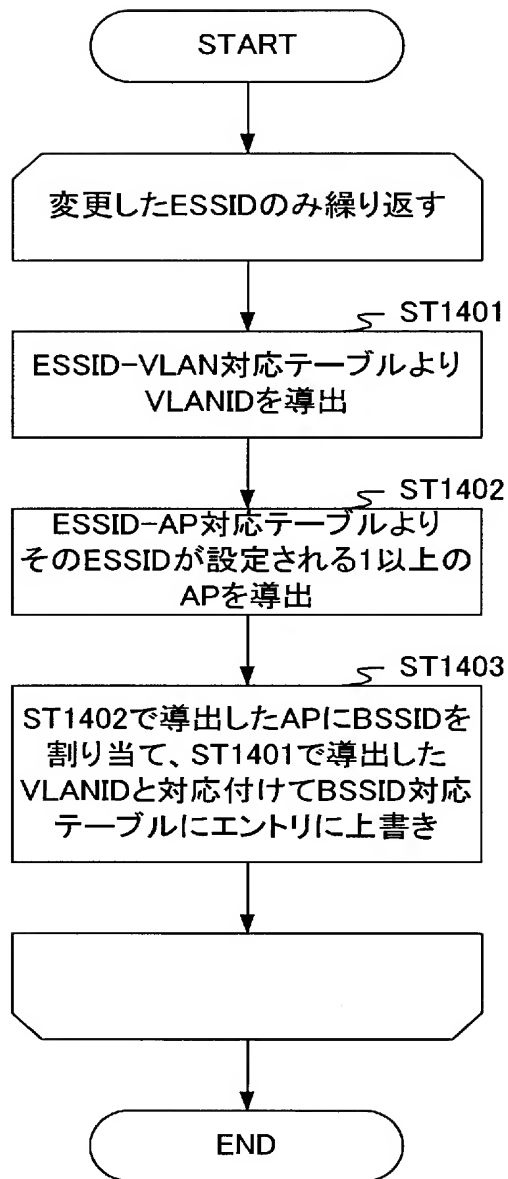 START
変更したESSIDのみ繰り返す
ST1401
ESSID-VLAN対応テーブルより
VLANIDを導出
ST1402
ESSID-AP対応テーブルより
そのESSIDが設定される1以上の
APを導出
ST1403
ST1402で導出したAPにBSSIDを
割り当て、ST1401で導出した
VLANIDと対応付けてBSSID対応
テーブルにエントリに上書き
END